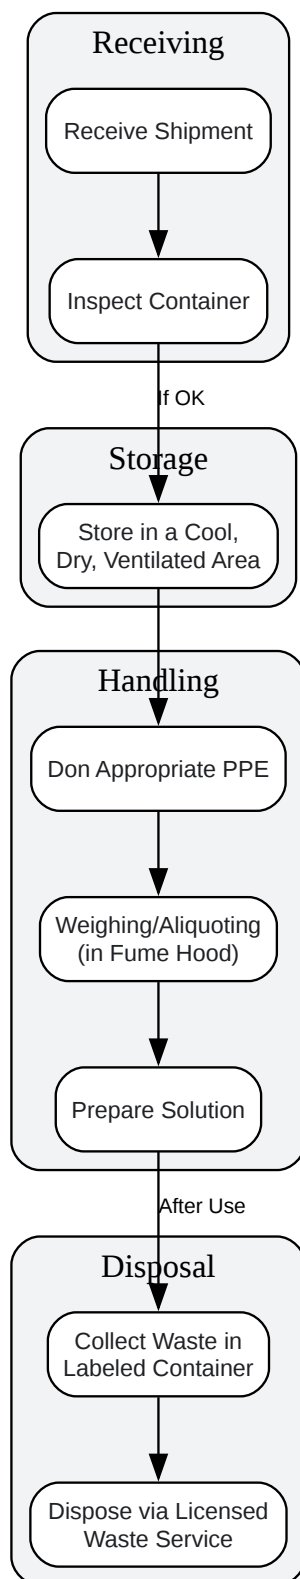 Receiving
Receive Shipment
Inspect Container
If OK
Storage
Store in a Cool,
Dry, Ventilated Area
Handling
Don Appropriate PPE
Weighing/Aliquoting
(in Fume Hood)
Prepare Solution
After Use
Disposal
Collect Waste in
Labeled Container
Dispose via Licensed
Waste Service